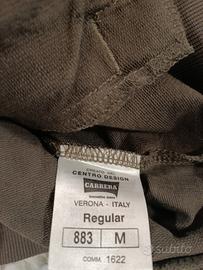 CENTRO DESIGN
CARRERA
VERONA - ITALY
Regular
883 M
COMM. 1622
subito